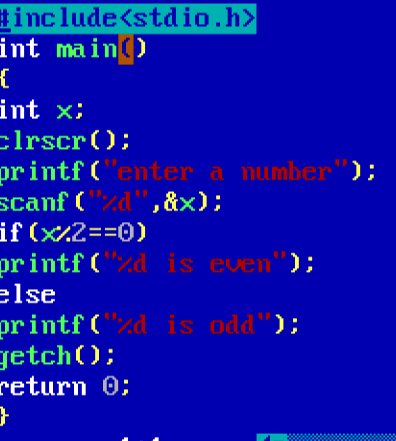 #include<stdio.h>
int main()
{
int x;
clrscr();
printf("enter a number");
scanf("%d",&x);
if(x%2==0)
printf("%d is even");
else
printf("%d is odd");
getch();
return 0;
}